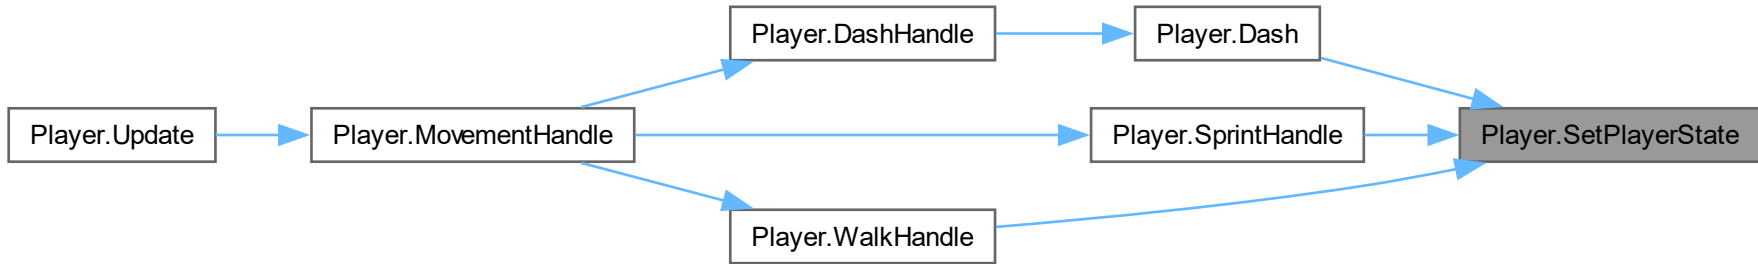 Player.DashHandle
Player.Dash
Player.Update
Player.MovementHandle
Player.SprintHandle
Player.SetPlayerState
Player.WalkHandle